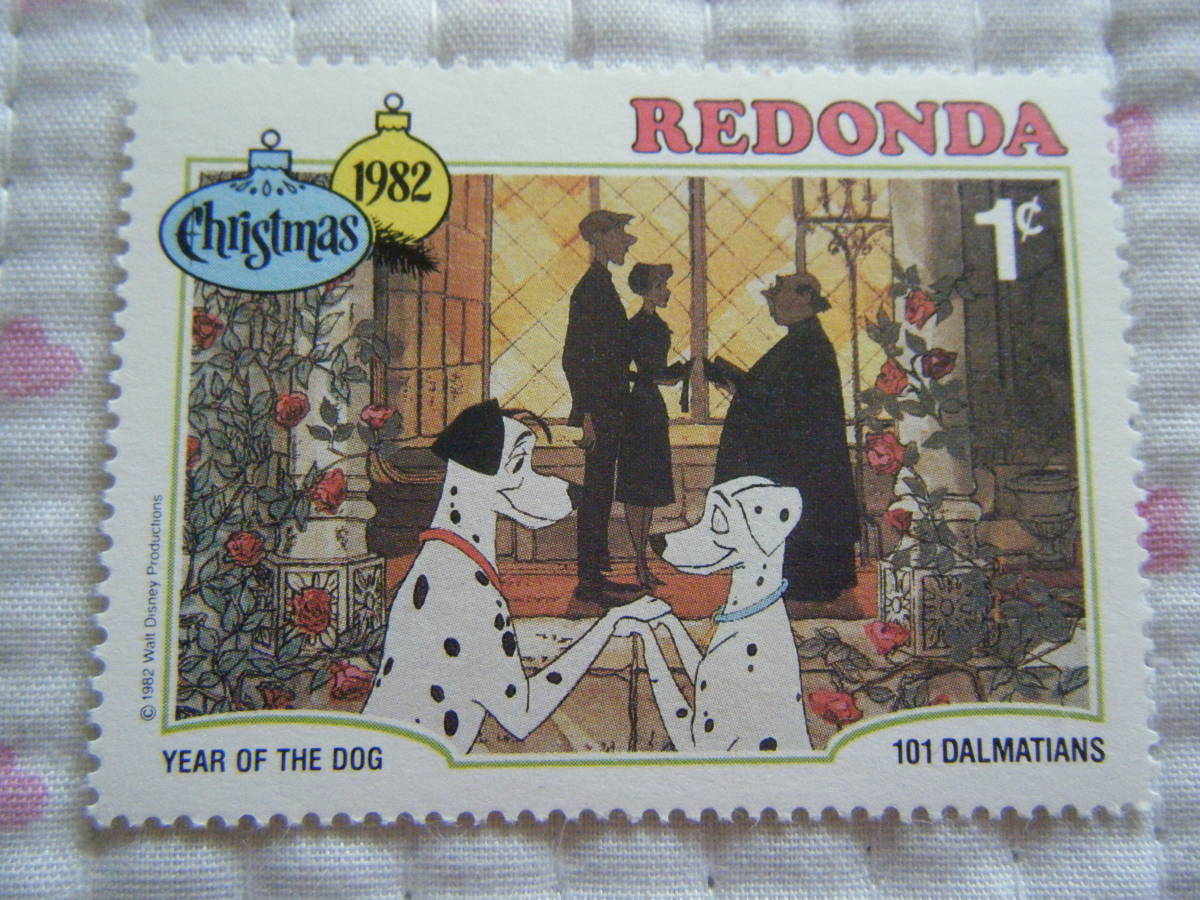 REDONDA
Christmas
1982
1¢
© 1982 Walt Disney Productions
YEAR OF THE DOG
101 DALMATIANS